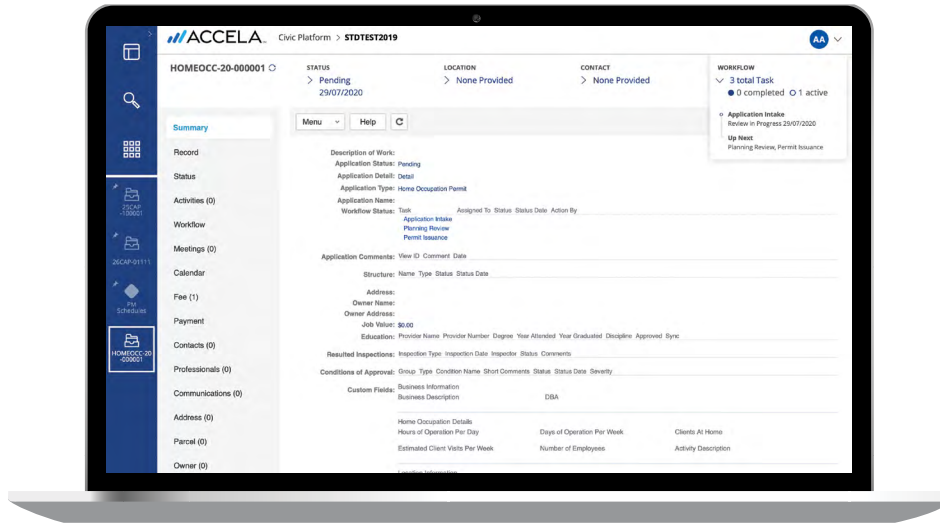 ACCELA Civic Platform > STDTEST2019
AA
HOMEOCC-20-000001
STATUS
Pending
29/07/2020
LOCATION
None Provided
CONTACT
None Provided
WORKFLOW
3 total Task
0 completed 1 active
Application Intake
Review in Progress 29/07/2020
Up Next
Planning Review, Permit Issuance
25CAP
-100001
26CAP-01111
PM
Schedules
HOMEOCC-20
-000001
Summary
Record
Status
Activities (0)
Workflow
Meetings (0)
Calendar
Fee (1)
Payment
Contacts (0)
Professionals (0)
Communications (0)
Address (0)
Parcel (0)
Owner (0)
Menu Help
Description of Work:
Application Status: Pending
Application Detail: Detail
Application Type: Home Occupation Permit
Application Name:
Workflow Status: Task Assigned To Status Status Date Action By
Application Intake
Planning Review
Permit Issuance
Application Comments: View ID Comment Date
Structure: Name Type Status Status Date
Address:
Owner Name:
Owner Address:
Job Value: $0.00
Education: Provider Name Provider Number Degree Year Attended Year Graduated Discipline Approved Sync
Resulted Inspections: Inspection Type Inspection Date Inspector Status Comments
Conditions of Approval: Group Type Condition Name Short Comments Status Status Date Severity
Custom Fields: Business Information
Business Description DBA
Home Occupation Details
Hours of Operation Per Day Days of Operation Per Week Clients At Home
Estimated Client Visits Per Week Number of Employees Activity Description
Location Information